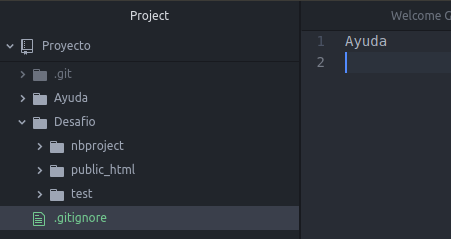 Project
Welcome G
Proyecto
.git
Ayuda
Desafio
nbproject
public_html
test
.gitignore
1 Ayuda
2